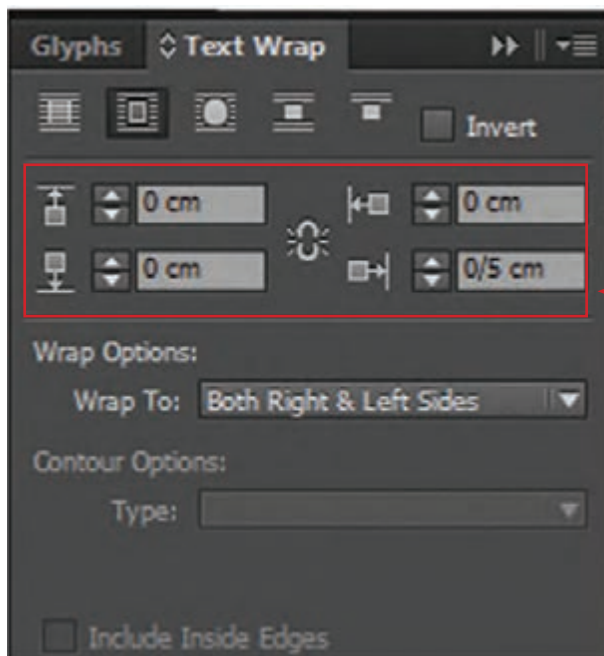 Glyphs Text Wrap
Invert
0 cm 0 cm
0 cm 0/5 cm
Wrap Options:
Wrap To: Both Right & Left Sides
Contour Options:
Type:
Include Inside Edges